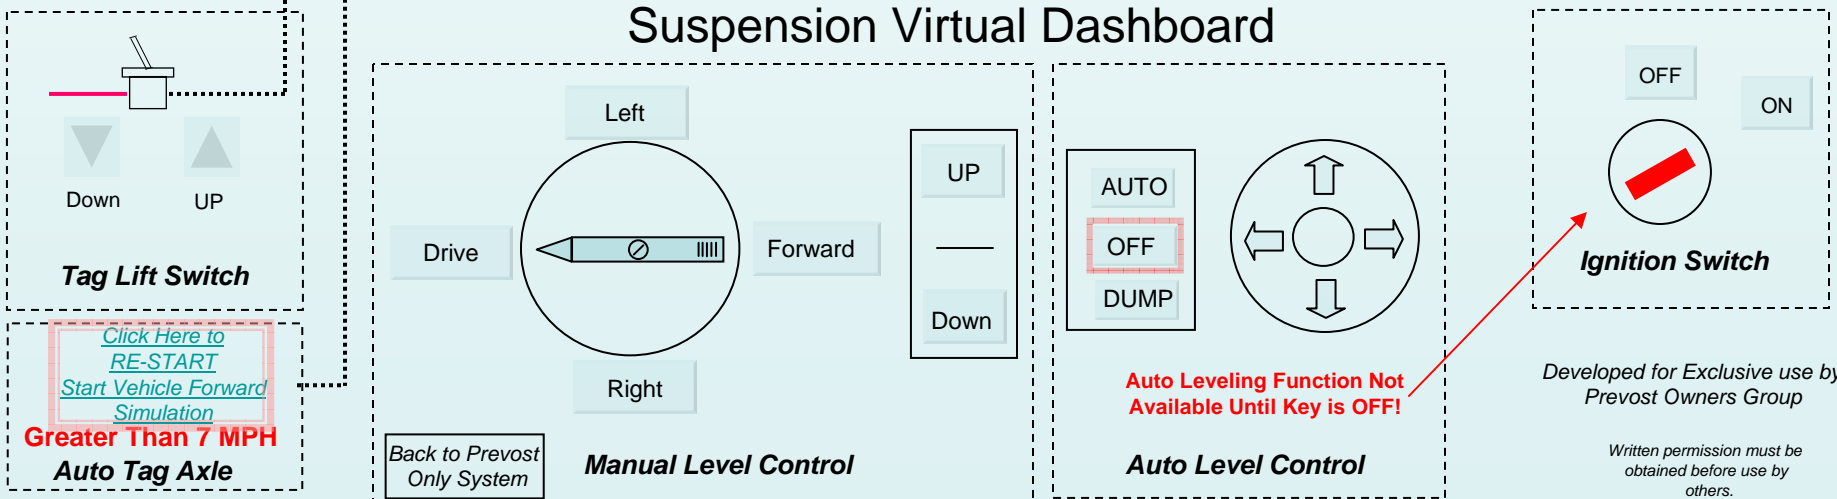 Suspension Virtual Dashboard
Down
UP
Tag Lift Switch
Click Here to
RE-START
Start Vehicle Forward
Simulation
Greater Than 7 MPH
Auto Tag Axle
Left
Drive
Forward
Right
UP
Down
Back to Prevost
Only System
Manual Level Control
AUTO
OFF
DUMP
Auto Leveling Function Not
Available Until Key is OFF!
Auto Level Control
OFF
ON
Ignition Switch
Developed for Exclusive use by
Prevost Owners Group
Written permission must be
obtained before use by
others.